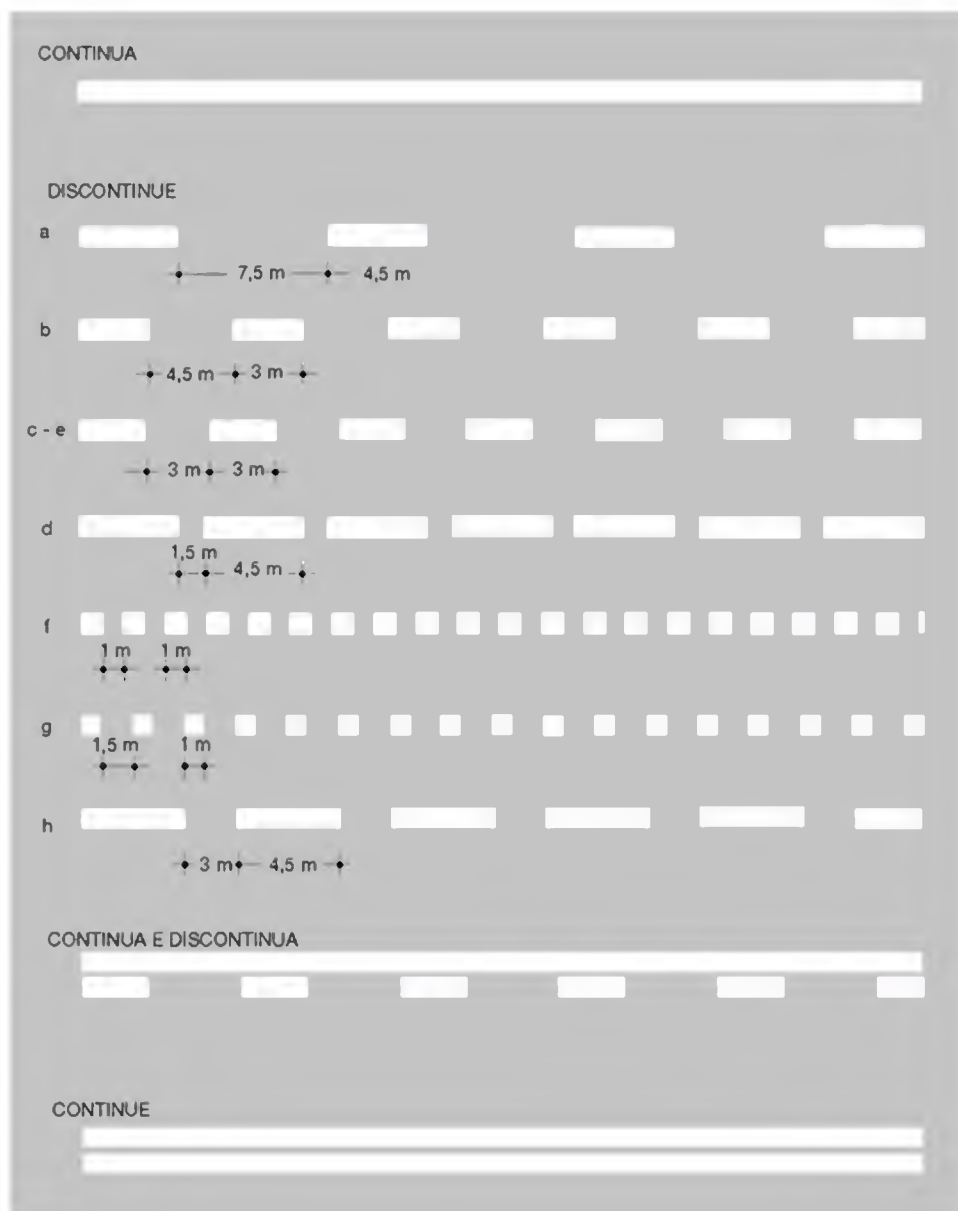 CONTINUA
DISCONTINUE
a
7,5 m 4,5 m
b
4,5 m 3 m
c - e
3 m 3 m
d
1,5 m
4,5 m
f
1 m 1 m
g
1,5 m 1 m
h
3 m 4,5 m
CONTINUA E DISCONTINUA
CONTINUE